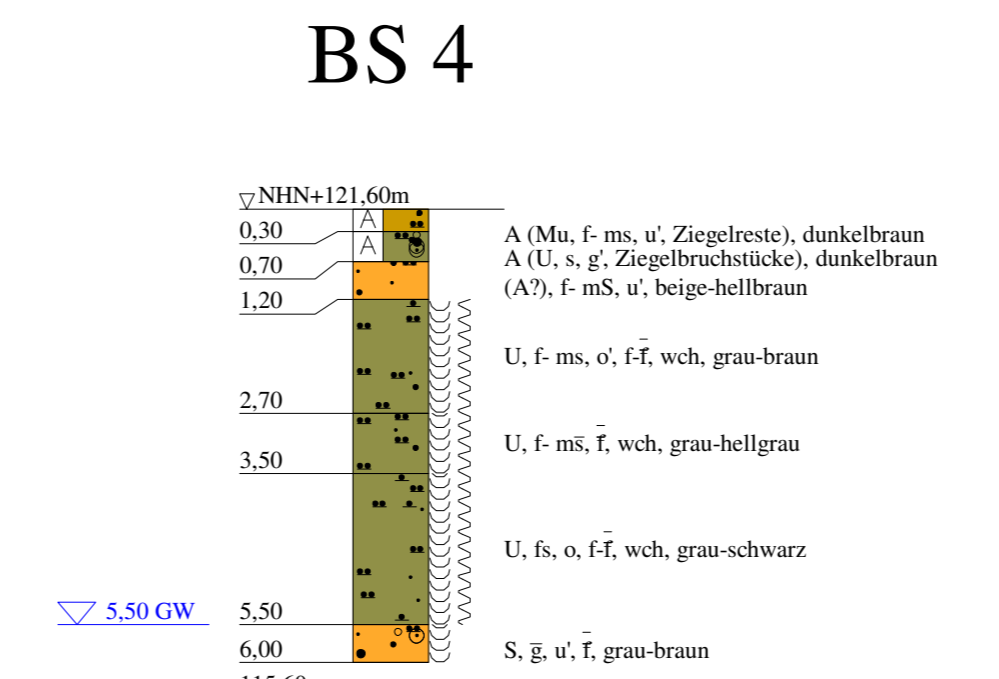 BS 4
NHN+121,60m
0,30
A
A (Mu, f- ms, u', Ziegelreste), dunkelbraun
A
A (U, s, g', Ziegelbruchstücke), dunkelbraun
0,70
(A?), f- mS, u', beige-hellbraun
1,20
U, f- ms, o', f-f̅, wch, grau-braun
2,70
U, f- ms̅, f̅, wch, grau-hellgrau
3,50
U, fs, o, f-f̅, wch, grau-schwarz
5,50 GW
5,50
6,00
S, g̅, u', f̅, grau-braun